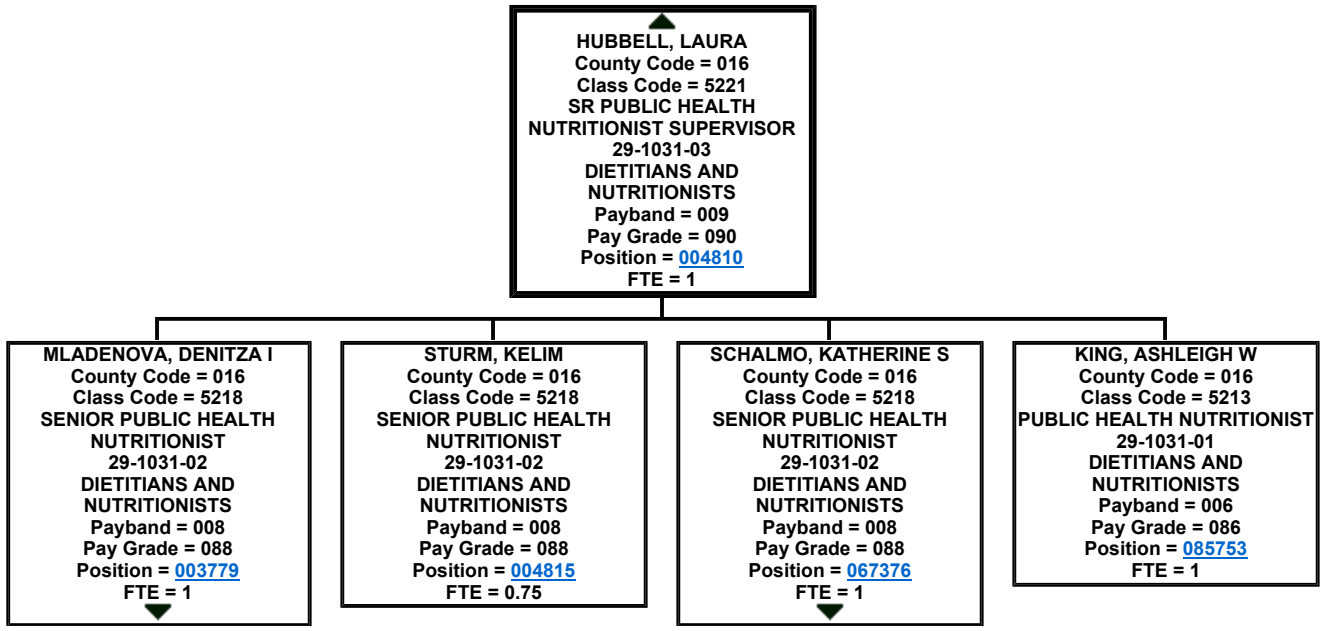 HUBBELL, LAURA
County Code = 016
Class Code = 5221
SR PUBLIC HEALTH
NUTRITIONIST SUPERVISOR
29-1031-03
DIETITIANS AND
NUTRITIONISTS
Payband = 009
Pay Grade = 090
Position = 004810
FTE = 1
MLADENOVA, DENITZA I
County Code = 016
Class Code = 5218
SENIOR PUBLIC HEALTH
NUTRITIONIST
29-1031-02
DIETITIANS AND
NUTRITIONISTS
Payband = 008
Pay Grade = 088
Position = 003779
FTE = 1
STURM, KELIM
County Code = 016
Class Code = 5218
SENIOR PUBLIC HEALTH
NUTRITIONIST
29-1031-02
DIETITIANS AND
NUTRITIONISTS
Payband = 008
Pay Grade = 088
Position = 004815
FTE = 0.75
SCHALMO, KATHERINE S
County Code = 016
Class Code = 5218
SENIOR PUBLIC HEALTH
NUTRITIONIST
29-1031-02
DIETITIANS AND
NUTRITIONISTS
Payband = 008
Pay Grade = 088
Position = 067376
FTE = 1
KING, ASHLEIGH W
County Code = 016
Class Code = 5213
PUBLIC HEALTH NUTRITIONIST
29-1031-01
DIETITIANS AND
NUTRITIONISTS
Payband = 006
Pay Grade = 086
Position = 085753
FTE = 1